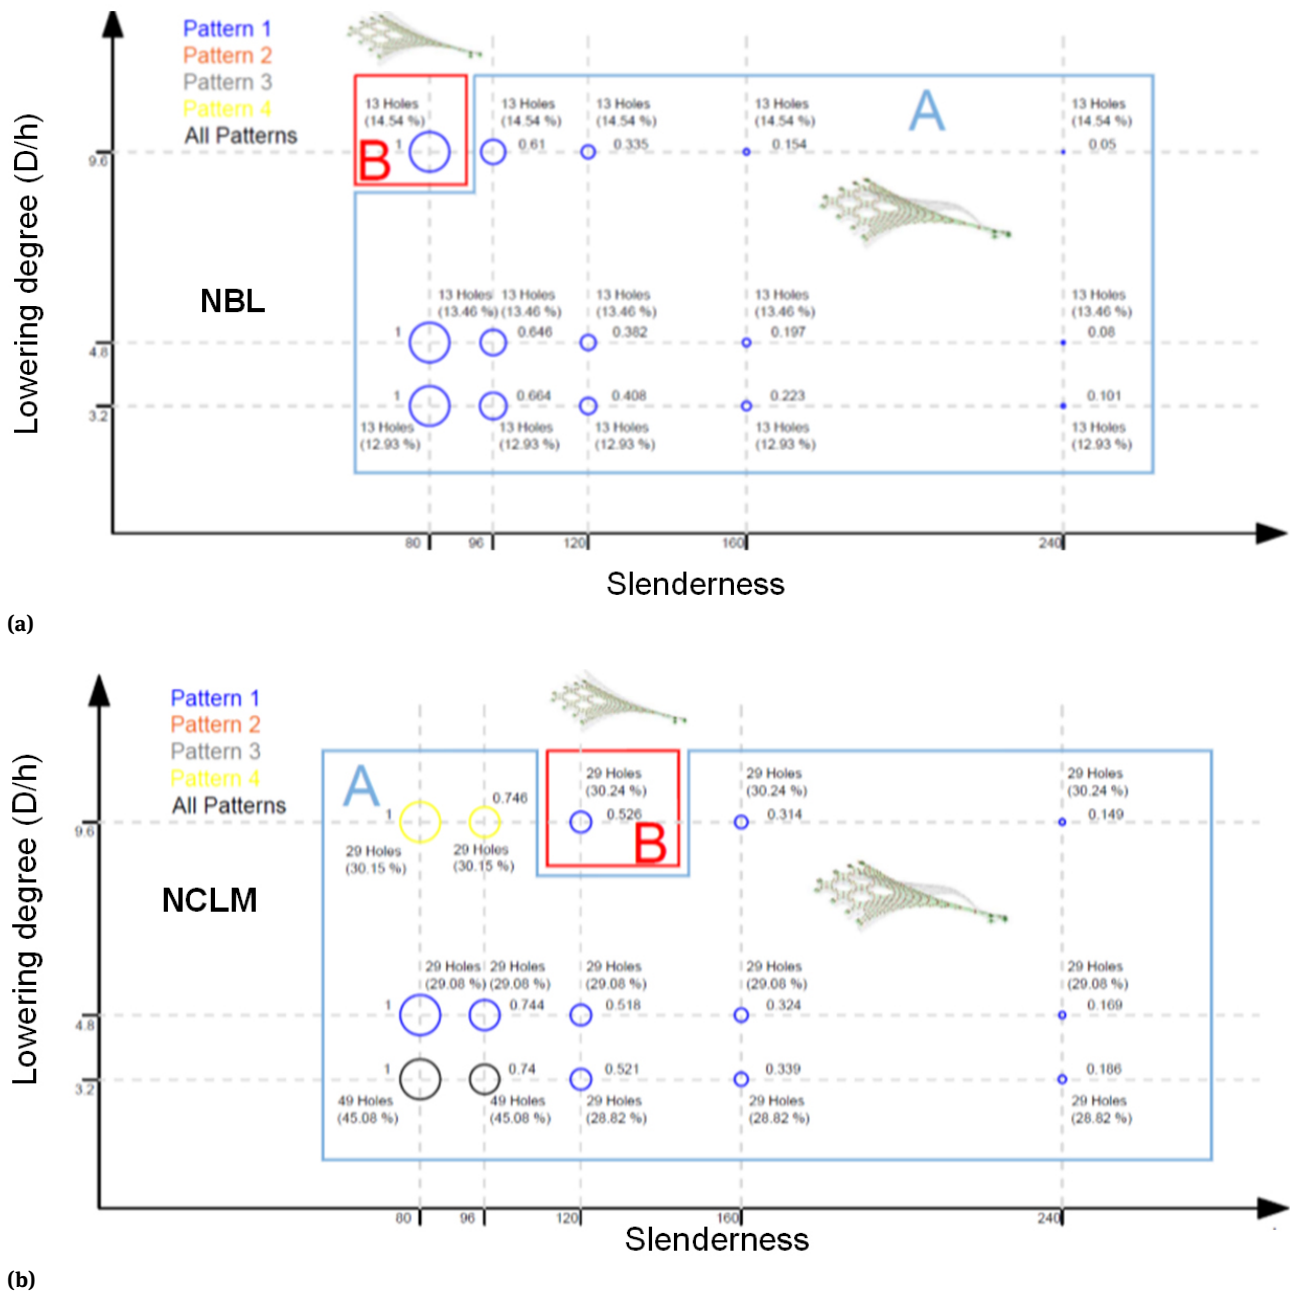 Pattern 1
Pattern 2
Pattern 3
Pattern 4
All Patterns
Lowering degree (D/h)
NBL
A
B
9.6
13 Holes 13 Holes 13 Holes 13 Holes 13 Holes
(14.54 %) (14.54 %) (14.54 %) (14.54 %) (14.54 %)
1 0.61 0.335 0.154 0.05
4.8
13 Holes 13 Holes 13 Holes 13 Holes 13 Holes
(13.46 %) (13.46 %) (13.46 %) (13.46 %) (13.46 %)
1 0.646 0.382 0.197 0.08
3.2
1 0.664 0.408 0.223 0.101
13 Holes 13 Holes 13 Holes 13 Holes 13 Holes
(12.93 %) (12.93 %) (12.93 %) (12.93 %) (12.93 %)
80 96 120 160 240
Slenderness
(a)
Pattern 1
Pattern 2
Pattern 3
Pattern 4
All Patterns
Lowering degree (D/h)
NCLM
A
B
9.6
29 Holes 29 Holes 29 Holes
(30.24 %) (30.24 %) (30.24 %)
1 0.746 0.526 0.314 0.149
29 Holes 29 Holes
(30.15 %) (30.15 %)
4.8
29 Holes 29 Holes 29 Holes 29 Holes 29 Holes
(29.08 %) (29.08 %) (29.08 %) (29.08 %) (29.08 %)
1 0.744 0.518 0.324 0.169
3.2
1 0.74 0.521 0.339 0.186
49 Holes 49 Holes 29 Holes 29 Holes 29 Holes
(45.08 %) (45.08 %) (28.82 %) (28.82 %) (28.82 %)
80 96 120 160 240
Slenderness
(b)